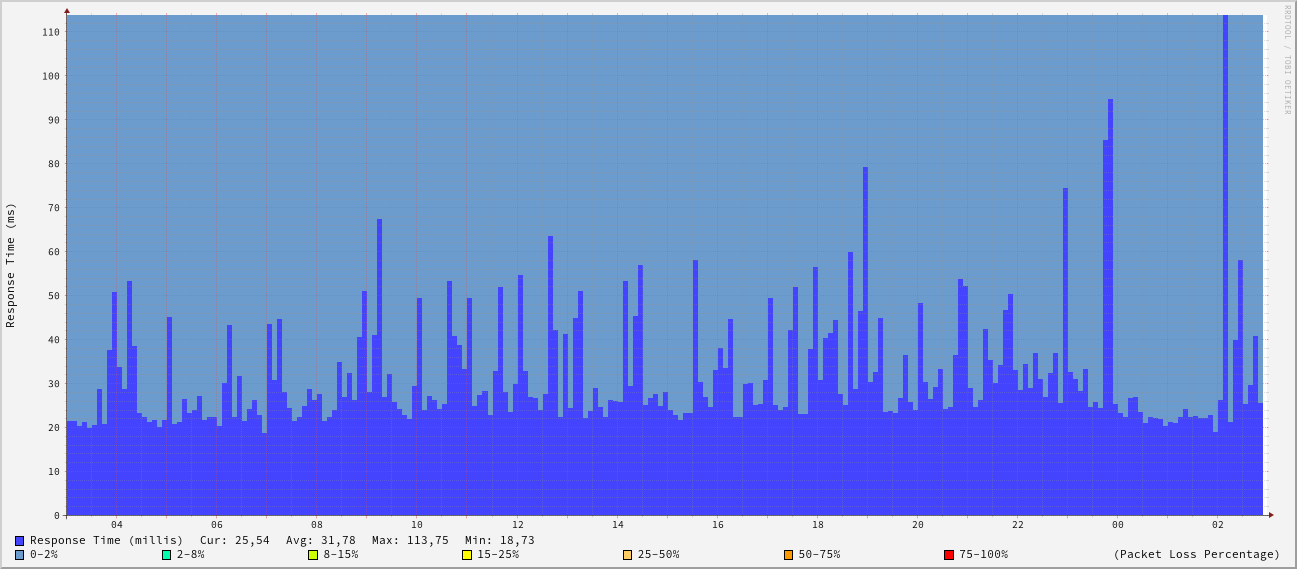 RRDTOOL / TOBI OETIKER
Response Time (ms)
110
100
90
80
70
60
50
40
30
20
10
0
04 06 08 10 12 14 16 18 20 22 00 02
Response Time (millis) Cur: 25,54 Avg: 31,78 Max: 113,75 Min: 18,73
0-2% 2-8% 8-15% 15-25% 25-50% 50-75% 75-100% (Packet Loss Percentage)